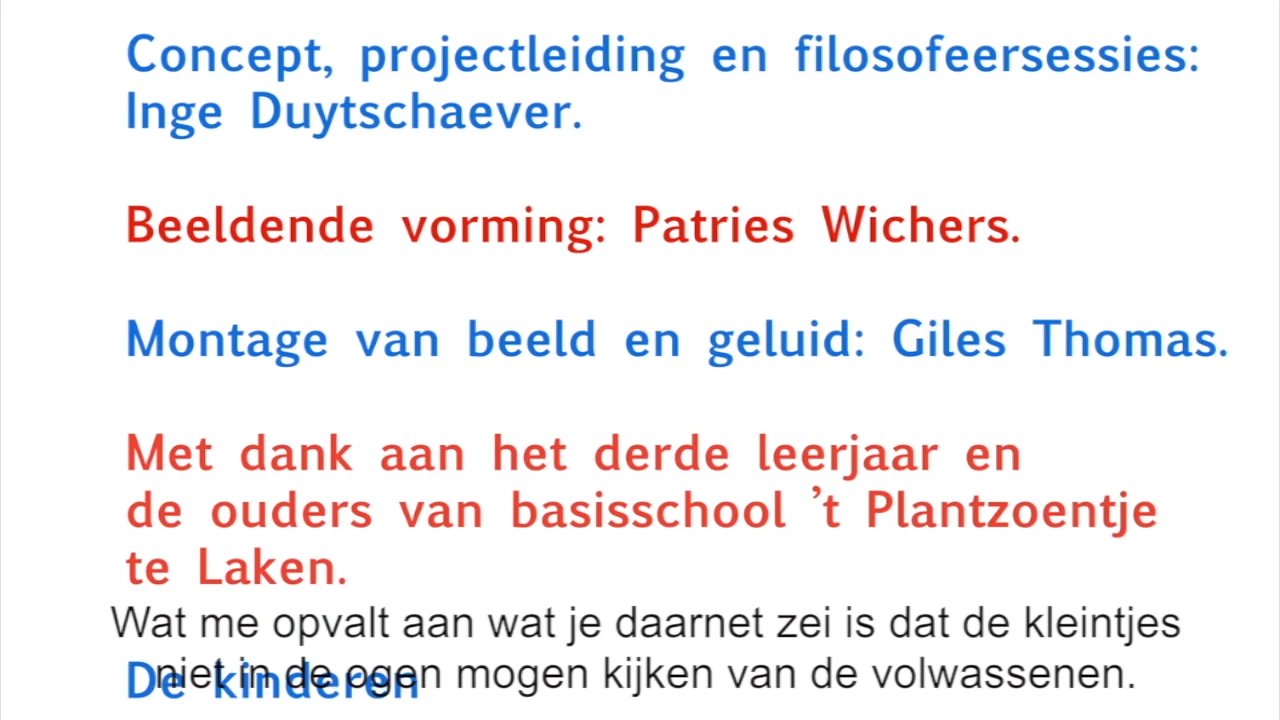 Concept, projectleiding en filosofeersessies:
Inge Duytschaever.
Beeldende vorming: Patries Wichers.
Montage van beeld en geluid: Giles Thomas.
Met dank aan het derde leerjaar en
de ouders van basisschool 't Plantzoentje
te Laken.
Wat me opvalt aan wat je daarnet zei is dat de kleintjes
niet in de ogen mogen kijken van de volwassenen.
De kinderen